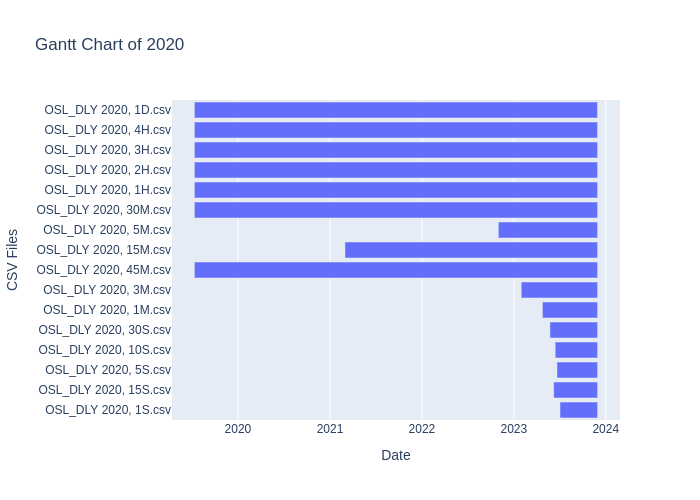 Gantt Chart of 2020
OSL_DLY 2020, 1D.csv
OSL_DLY 2020, 4H.csv
OSL_DLY 2020, 3H.csv
OSL_DLY 2020, 2H.csv
OSL_DLY 2020, 1H.csv
OSL_DLY 2020, 30M.csv
OSL_DLY 2020, 5M.csv
OSL_DLY 2020, 15M.csv
OSL_DLY 2020, 45M.csv
OSL_DLY 2020, 3M.csv
OSL_DLY 2020, 1M.csv
OSL_DLY 2020, 30S.csv
OSL_DLY 2020, 10S.csv
OSL_DLY 2020, 5S.csv
OSL_DLY 2020, 15S.csv
OSL_DLY 2020, 1S.csv
CSV Files
2020 2021 2022 2023 2024
Date